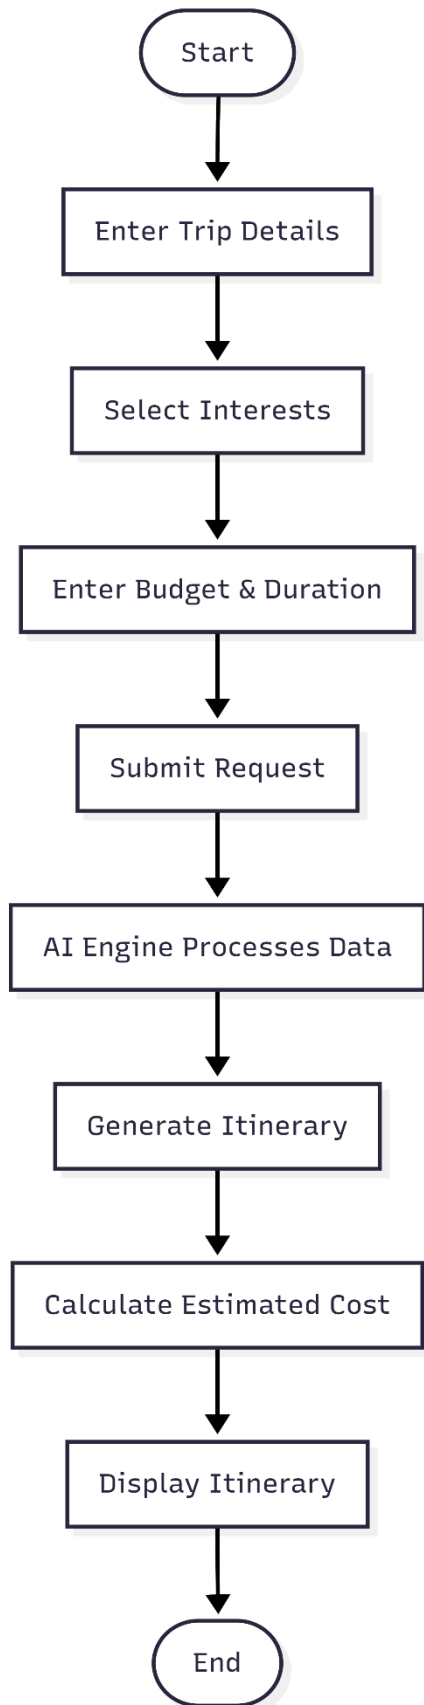 Start
Enter Trip Details
Select Interests
Enter Budget & Duration
Submit Request
AI Engine Processes Data
Generate Itinerary
Calculate Estimated Cost
Display Itinerary
End